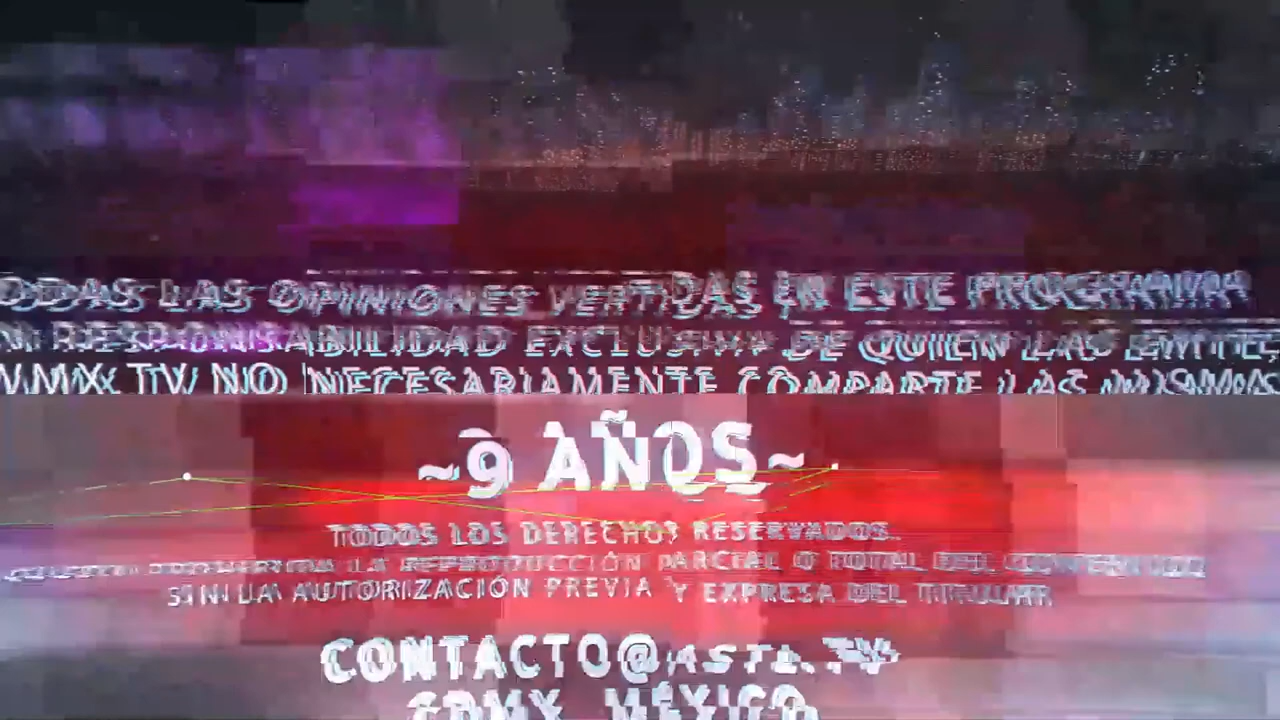 ODAS LAS OPINIONES VERTIDAS EN ESTE PROGRAMA
RESPONSABILIDAD EXCLUSIVA DE QUIEN LAS EMITE
TV NO NECESARIAMENTE COMPARTE LAS MISMAS
~9 AÑOS~
TODOS LOS DERECHOS RESERVADOS.
LA REPRODUCCIÓN PARCIAL O TOTAL DEL CONTENIDO
SIN LA AUTORIZACIÓN PREVIA Y EXPRESA DEL TITULAR
CDMX, MÉXICO